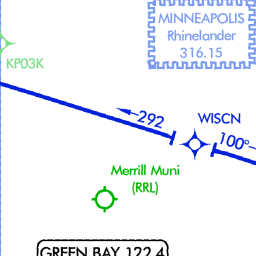 MINNEAPOLIS
Rhinelander
316.15
KP03K
292
WISCN
100°
Merrill Muni
(RRL)
GREEN BAY 122.4